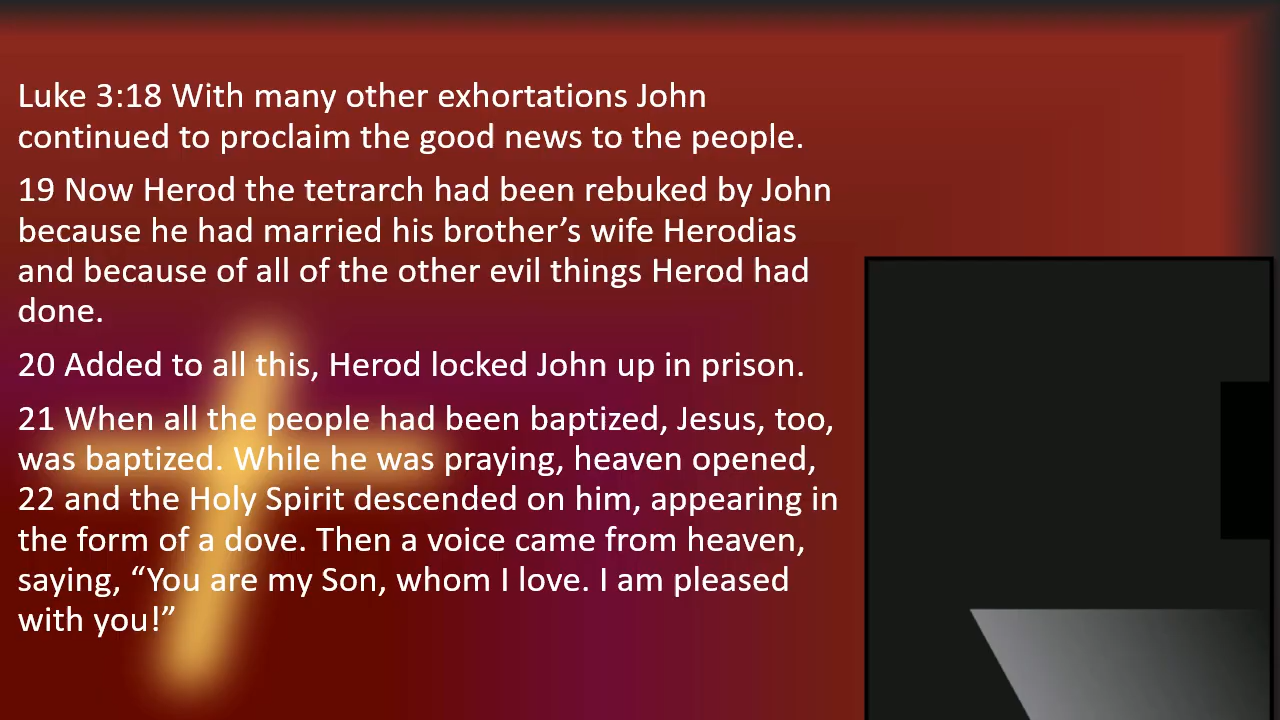 Luke 3:18 With many other exhortations John
continued to proclaim the good news to the people.
19 Now Herod the tetrarch had been rebuked by John
because he had married his brother’s wife Herodias
and because of all of the other evil things Herod had
done.
20 Added to all this, Herod locked John up in prison.
21 When all the people had been baptized, Jesus, too,
was baptized. While he was praying, heaven opened,
22 and the Holy Spirit descended on him, appearing in
the form of a dove. Then a voice came from heaven,
saying, “You are my Son, whom I love. I am pleased
with you!”